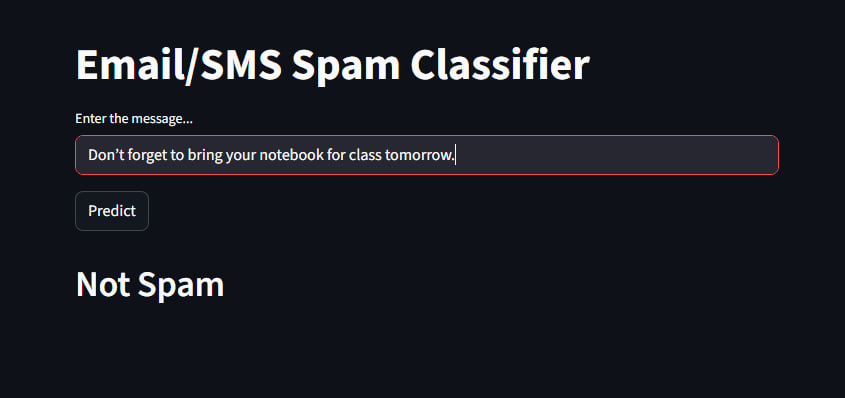 Email/SMS Spam Classifier
Enter the message...
Don’t forget to bring your notebook for class tomorrow.
Predict
Not Spam